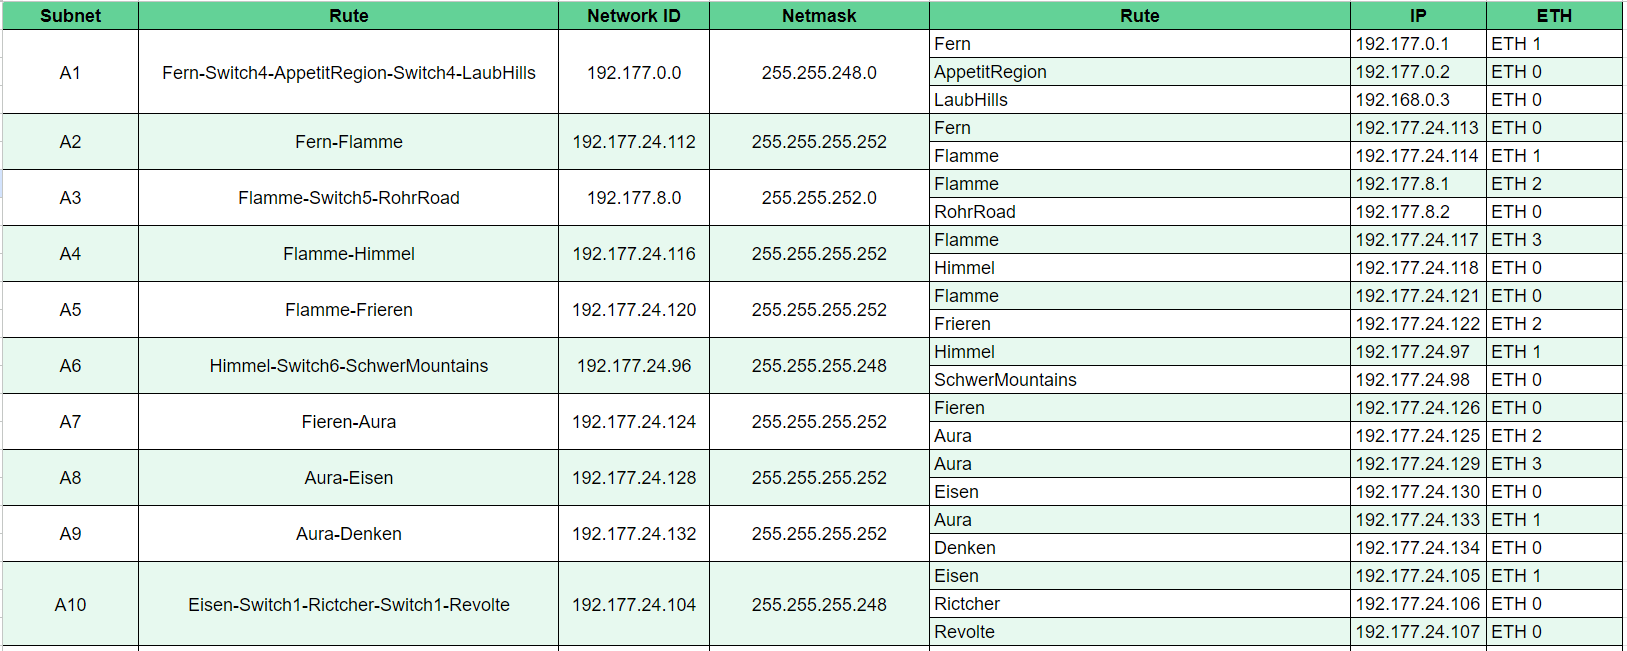 Subnet Rute Network ID Netmask Rute IP ETH
A1 Fern-Switch4-AppetitRegion-Switch4-LaubHills 192.177.0.0 255.255.248.0 Fern 192.177.0.1 ETH 1
AppetitRegion 192.177.0.2 ETH 0
LaubHills 192.168.0.3 ETH 0
A2 Fern-Flamme 192.177.24.112 255.255.255.252 Fern 192.177.24.113 ETH 0
Flamme 192.177.24.114 ETH 1
A3 Flamme-Switch5-RohrRoad 192.177.8.0 255.255.252.0 Flamme 192.177.8.1 ETH 2
RohrRoad 192.177.8.2 ETH 0
A4 Flamme-Himmel 192.177.24.116 255.255.255.252 Flamme 192.177.24.117 ETH 3
Himmel 192.177.24.118 ETH 0
A5 Flamme-Frieren 192.177.24.120 255.255.255.252 Flamme 192.177.24.121 ETH 0
Frieren 192.177.24.122 ETH 2
A6 Himmel-Switch6-SchwerMountains 192.177.24.96 255.255.255.248 Himmel 192.177.24.97 ETH 1
SchwerMountains 192.177.24.98 ETH 0
A7 Fieren-Aura 192.177.24.124 255.255.255.252 Fieren 192.177.24.126 ETH 0
Aura 192.177.24.125 ETH 2
A8 Aura-Eisen 192.177.24.128 255.255.255.252 Aura 192.177.24.129 ETH 3
Eisen 192.177.24.130 ETH 0
A9 Aura-Denken 192.177.24.132 255.255.255.252 Aura 192.177.24.133 ETH 1
Denken 192.177.24.134 ETH 0
A10 Eisen-Switch1-Rictcher-Switch1-Revolte 192.177.24.104 255.255.255.248 Eisen 192.177.24.105 ETH 1
Rictcher 192.177.24.106 ETH 0
Revolte 192.177.24.107 ETH 0